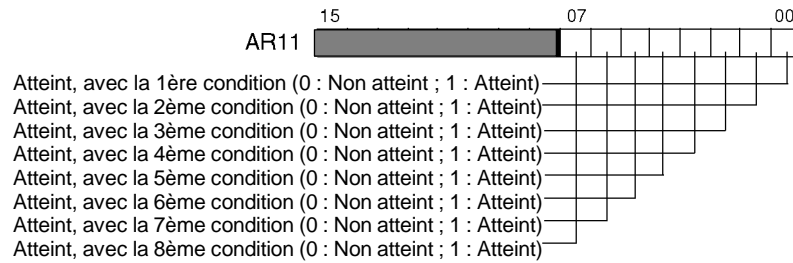 15 07 00
AR11
Atteint, avec la 1ère condition (0 : Non atteint ; 1 : Atteint)
Atteint, avec la 2ème condition (0 : Non atteint ; 1 : Atteint)
Atteint, avec la 3ème condition (0 : Non atteint ; 1 : Atteint)
Atteint, avec la 4ème condition (0 : Non atteint ; 1 : Atteint)
Atteint, avec la 5ème condition (0 : Non atteint ; 1 : Atteint)
Atteint, avec la 6ème condition (0 : Non atteint ; 1 : Atteint)
Atteint, avec la 7ème condition (0 : Non atteint ; 1 : Atteint)
Atteint, avec la 8ème condition (0 : Non atteint ; 1 : Atteint)